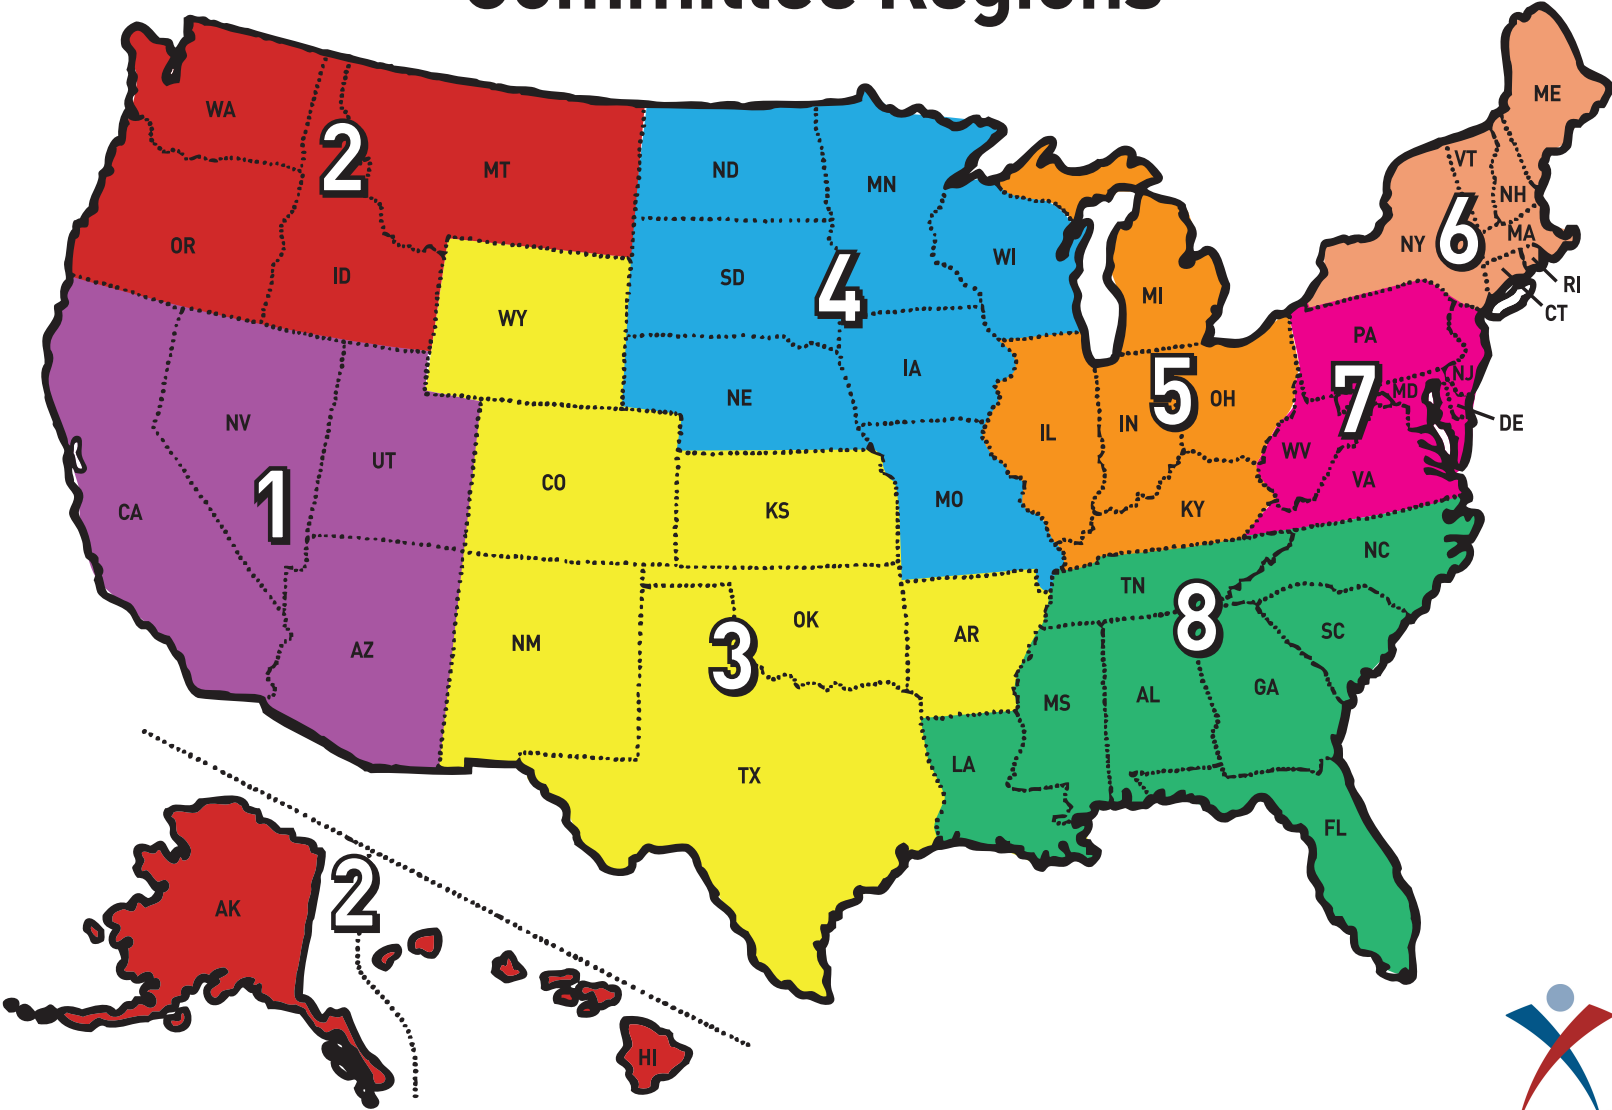 Committee Regions
WA
MT
ND
MN
ME
VT
NH
2
OR
ID
SD
4
WI
MI
NY
6
MA
RI
CT
WY
NE
IA
PA
NJ
MD
7
DE
5
OH
IN
IL
WV
VA
KY
NV
UT
CO
KS
MO
CA
1
AZ
NM
3
OK
AR
TN
NC
8
SC
MS
AL
GA
LA
TX
FL
AK
2
HI